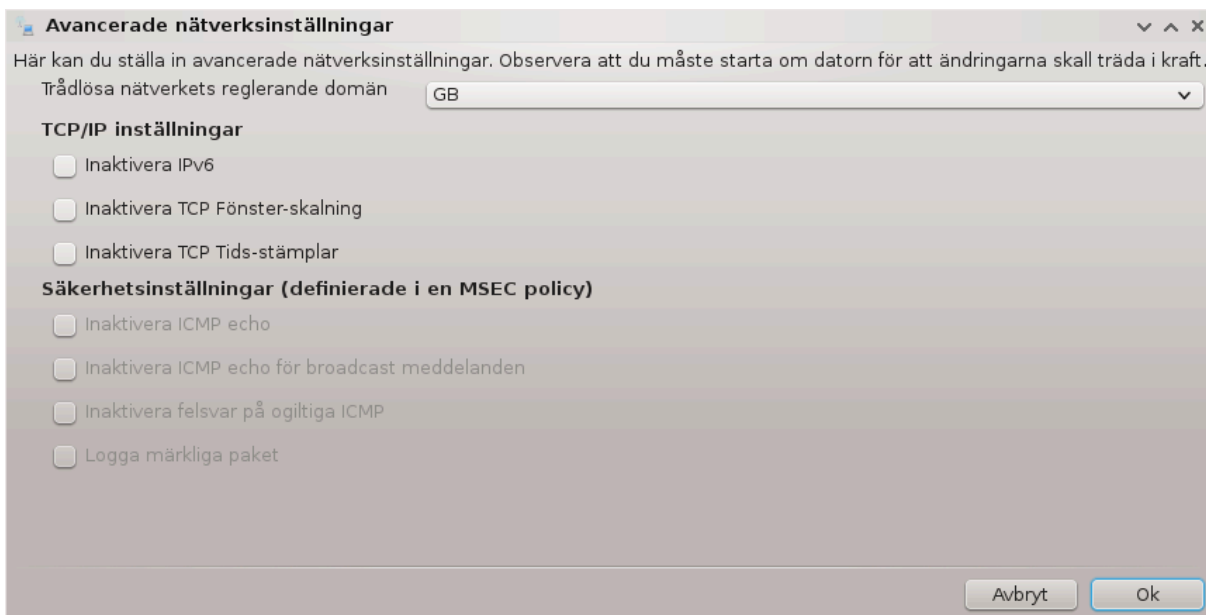 Avancerade nätverksinställningar
Här kan du ställa in avancerade nätverksinställningar. Observera att du måste starta om datorn för att ändringarna skall träda i kraft.
Trådlösa nätverkets reglerande domän GB
TCP/IP inställningar
Inaktivera IPv6
Inaktivera TCP Fönster-skalning
Inaktivera TCP Tids-stämplar
Säkerhetsinställningar (definierade i en MSEC policy)
Inaktivera ICMP echo
Inaktivera ICMP echo för broadcast meddelanden
Inaktivera felsvar på ogiltiga ICMP
Logga märkliga paket
Avbryt Ok